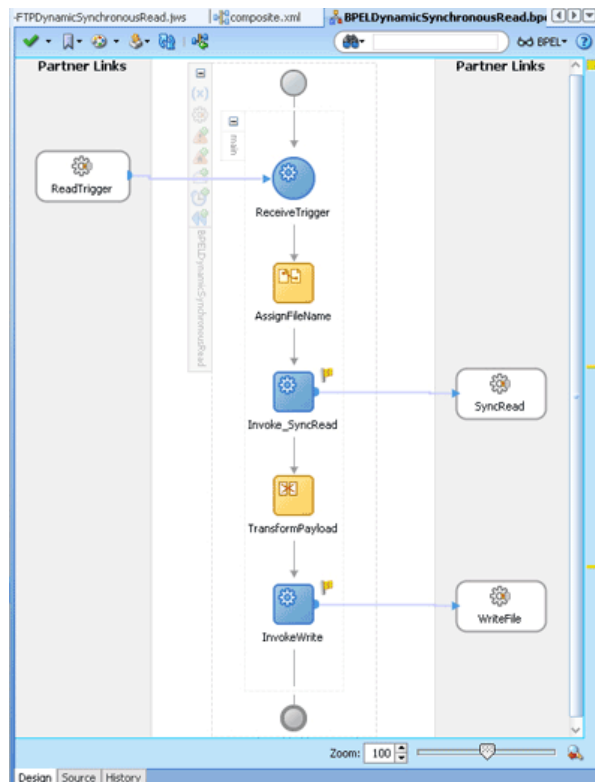 -FTPDynamicSynchronousRead.jws
composite.xml
BPELDynamicSynchronousRead.bpe
BPEL
Partner Links
Partner Links
(x)
main
BPELDynamicSynchronousRead
ReadTrigger
ReceiveTrigger
AssignFileName
Invoke_SyncRead
SyncRead
TransformPayload
InvokeWrite
WriteFile
Zoom: 100
Design Source History